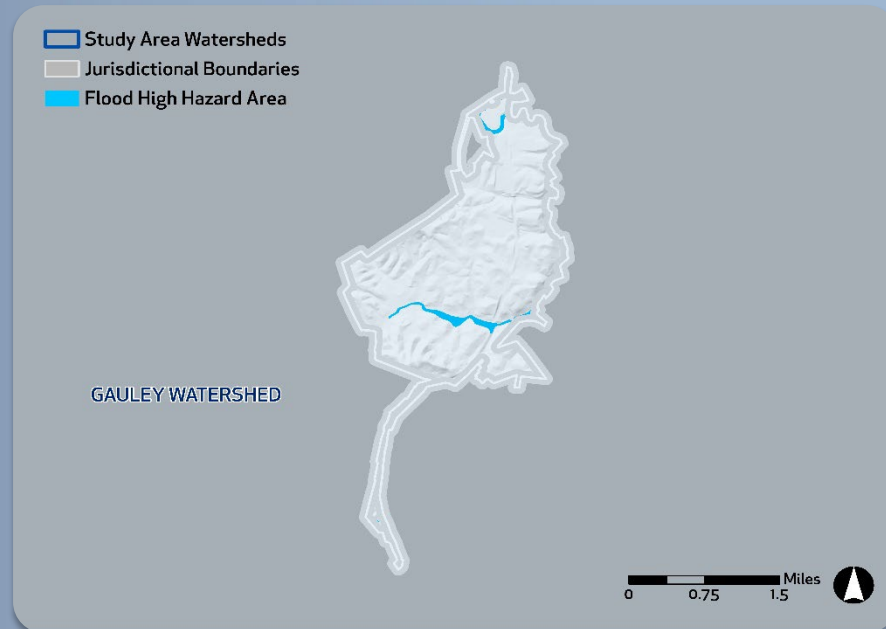 Study Area Watersheds
Jurisdictional Boundaries
Flood High Hazard Area
GAULEY WATERSHED
Miles
0 0.75 1.5